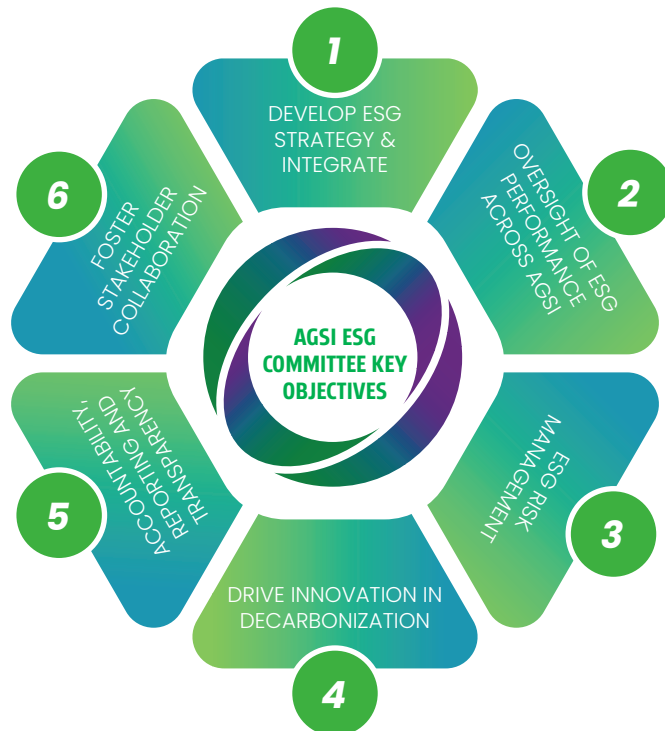 AGSI ESG
COMMITTEE KEY
OBJECTIVES
1
DEVELOP ESG
STRATEGY &
INTEGRATE
2
OVERSIGHT OF ESG
PERFORMANCE
ACROSS AGSI
3
ESG RISK
MANAGEMENT
4
DRIVE INNOVATION IN
DECARBONIZATION
5
ACCOUNTABILITY,
REPORTING AND
TRANSPARENCY
6
FOSTER
STAKEHOLDER
COLLABORATION